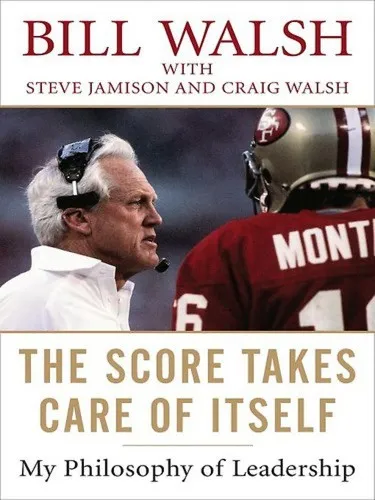 BILL WALSH
WITH
STEVE JAMISON AND CRAIG WALSH
MONT
16
THE SCORE TAKES
CARE OF ITSELF
My Philosophy of Leadership